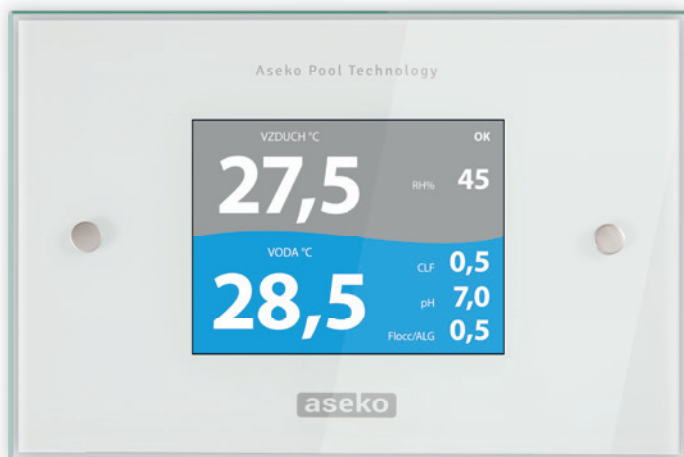 Aseko Pool Technology
VZDUCH °C
OK
27,5
RH% 45
VODA °C
28,5
CLF 0,5
pH 7,0
Flocc/ALG 0,5
aseko